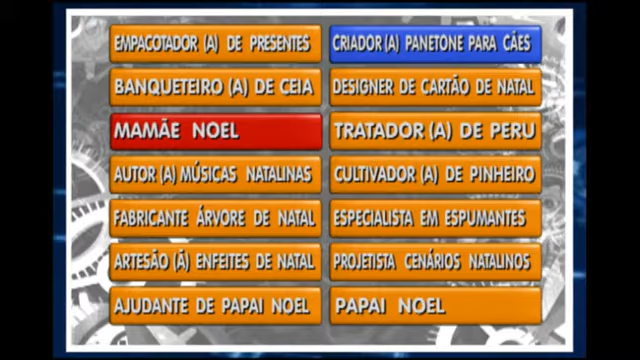 EMPACOTADOR (A) DE PRESENTES
CRIADOR (A) PANETONE PARA CÃES
BANQUETEIRO (A) DE CEIA
DESIGNER DE CARTÃO DE NATAL
MAMÃE NOEL
TRATADOR (A) DE PERU
AUTOR (A) MÚSICAS NATALINAS
CULTIVADOR (A) DE PINHEIRO
FABRICANTE ÁRVORE DE NATAL
ESPECIALISTA EM ESPUMANTES
ARTESÃO (Ã) ENFEITES DE NATAL
PROJETISTA CENÁRIOS NATALINOS
AJUDANTE DE PAPAI NOEL
PAPAI NOEL